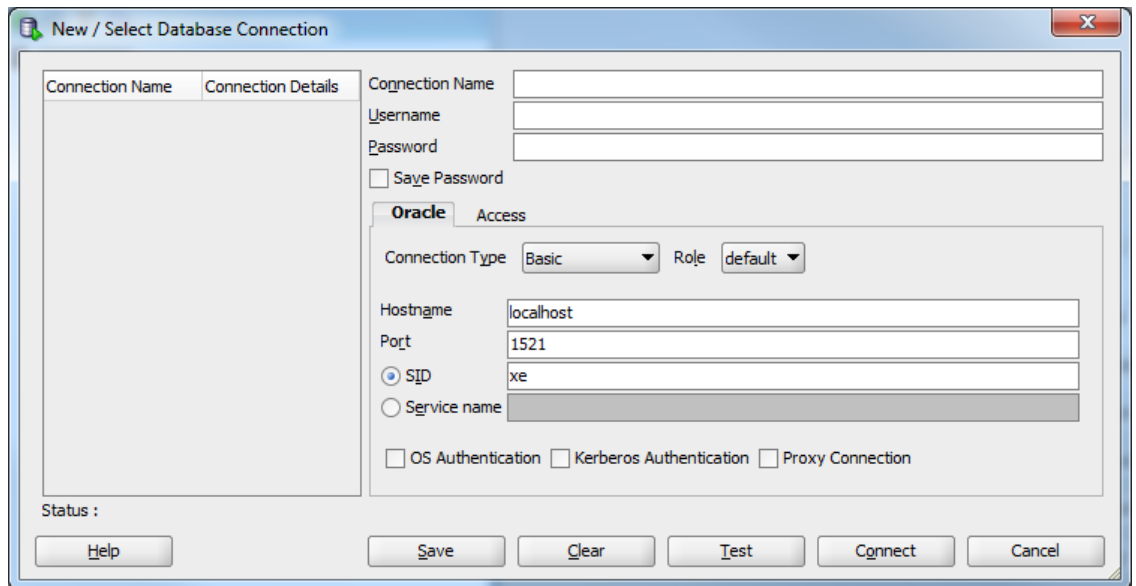 New / Select Database Connection
Connection Name Connection Details
Connection Name
Username
Password
Save Password
Oracle Access
Connection Type Basic Role default
Hostname localhost
Port 1521
SID xe
Service name
OS Authentication Kerberos Authentication Proxy Connection
Status :
Help Save Clear Test Connect Cancel